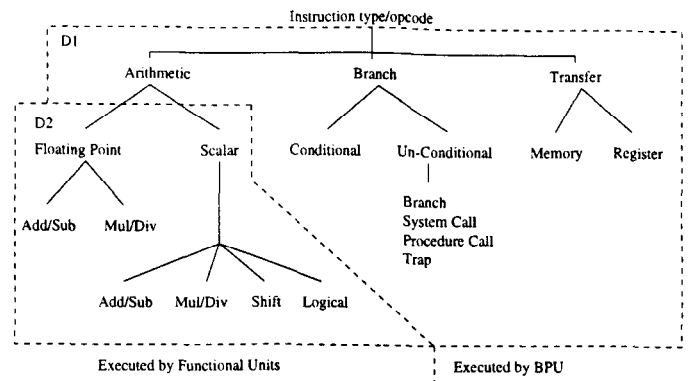 Instruction type/opcode
D1
Arithmetic
Branch
Transfer
D2
Floating Point
Scalar
Conditional
Un-Conditional
Memory
Register
Add/Sub
Mul/Div
Branch
System Call
Procedure Call
Trap
Add/Sub
Mul/Div
Shift
Logical
Executed by Functional Units
Executed by BPU